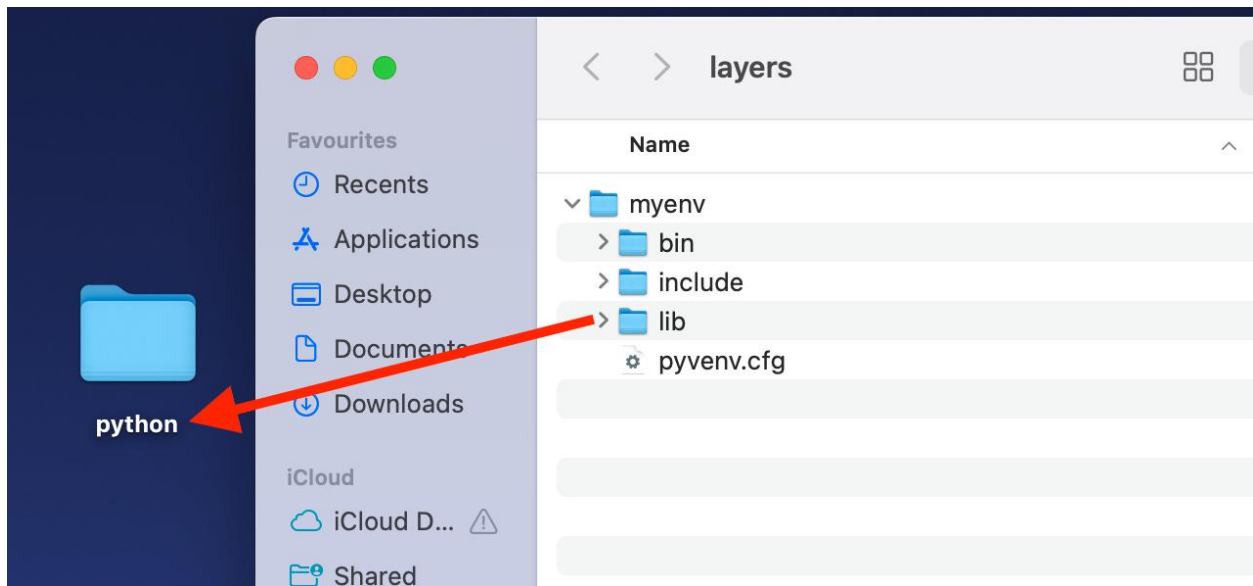 python
Favourites
Recents
Applications
Desktop
Documents
Downloads
iCloud
iCloud D...
Shared
layers
Name
myenv
bin
include
lib
pyvenv.cfg